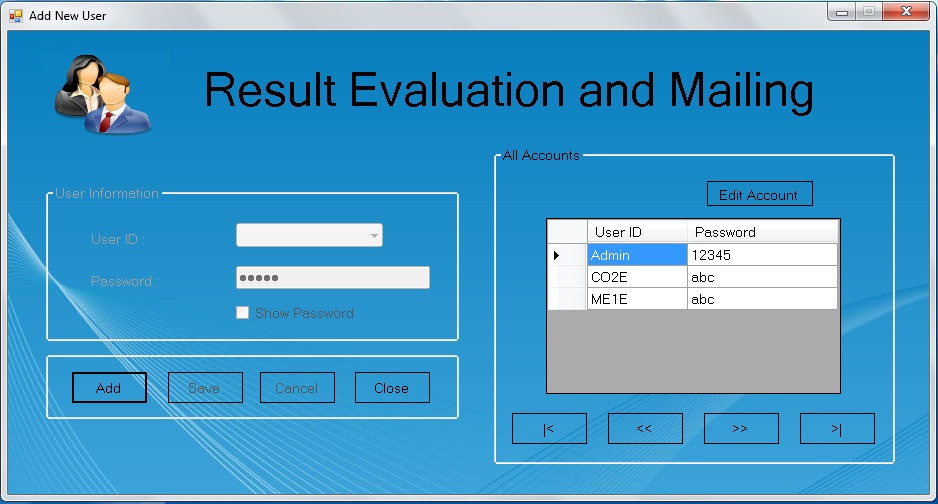 Add New User
Result Evaluation and Mailing
User Information
User ID :
Password :
●●●●●
Show Password
Add Save Cancel Close
All Accounts
Edit Account
User ID Password
Admin 12345
CO2E abc
ME1E abc
|< << >> >|